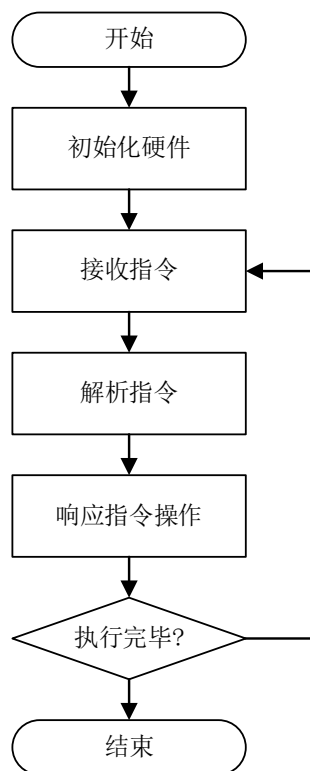 开始
初始化硬件
接收指令
解析指令
响应指令操作
执行完毕?
结束